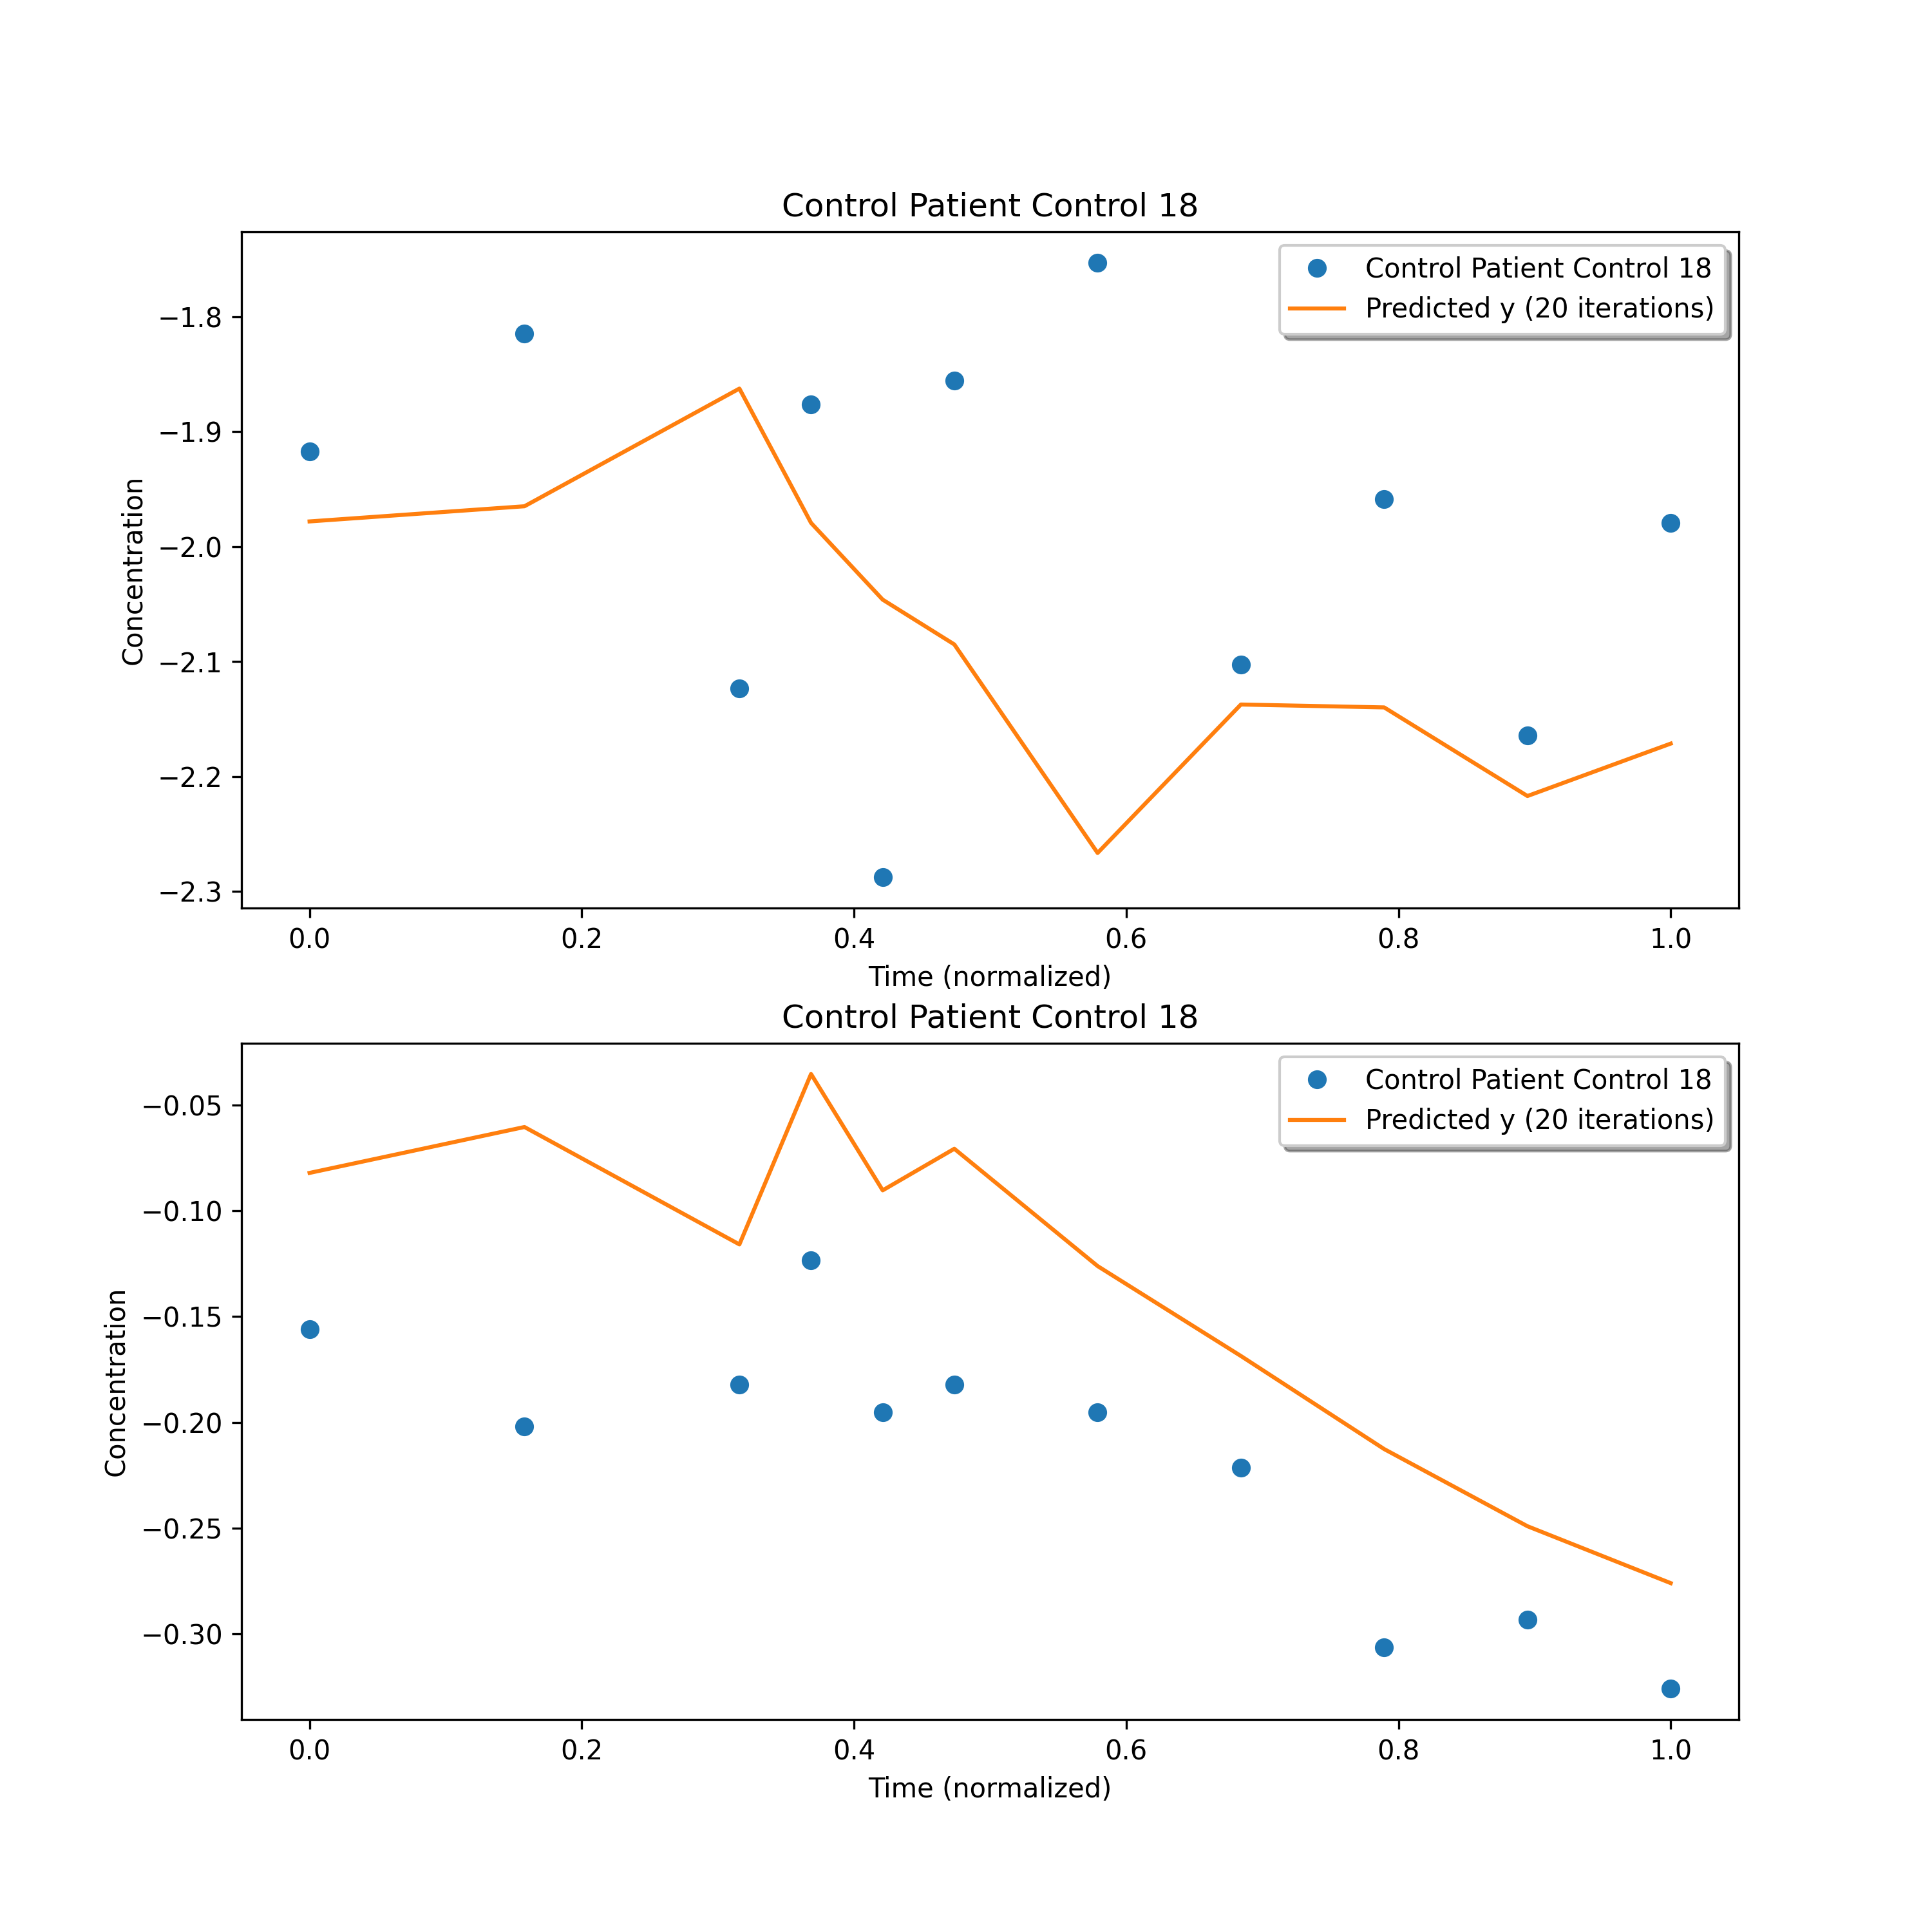 Control Patient Control 18
Control Patient Control 18
Predicted y (20 iterations)
−1.8
−1.9
−2.0
−2.1
−2.2
−2.3
Concentration
0.0 0.2 0.4 0.6 0.8 1.0
Time (normalized)
Control Patient Control 18
Control Patient Control 18
Predicted y (20 iterations)
−0.05
−0.10
−0.15
−0.20
−0.25
−0.30
Concentration
0.0 0.2 0.4 0.6 0.8 1.0
Time (normalized)